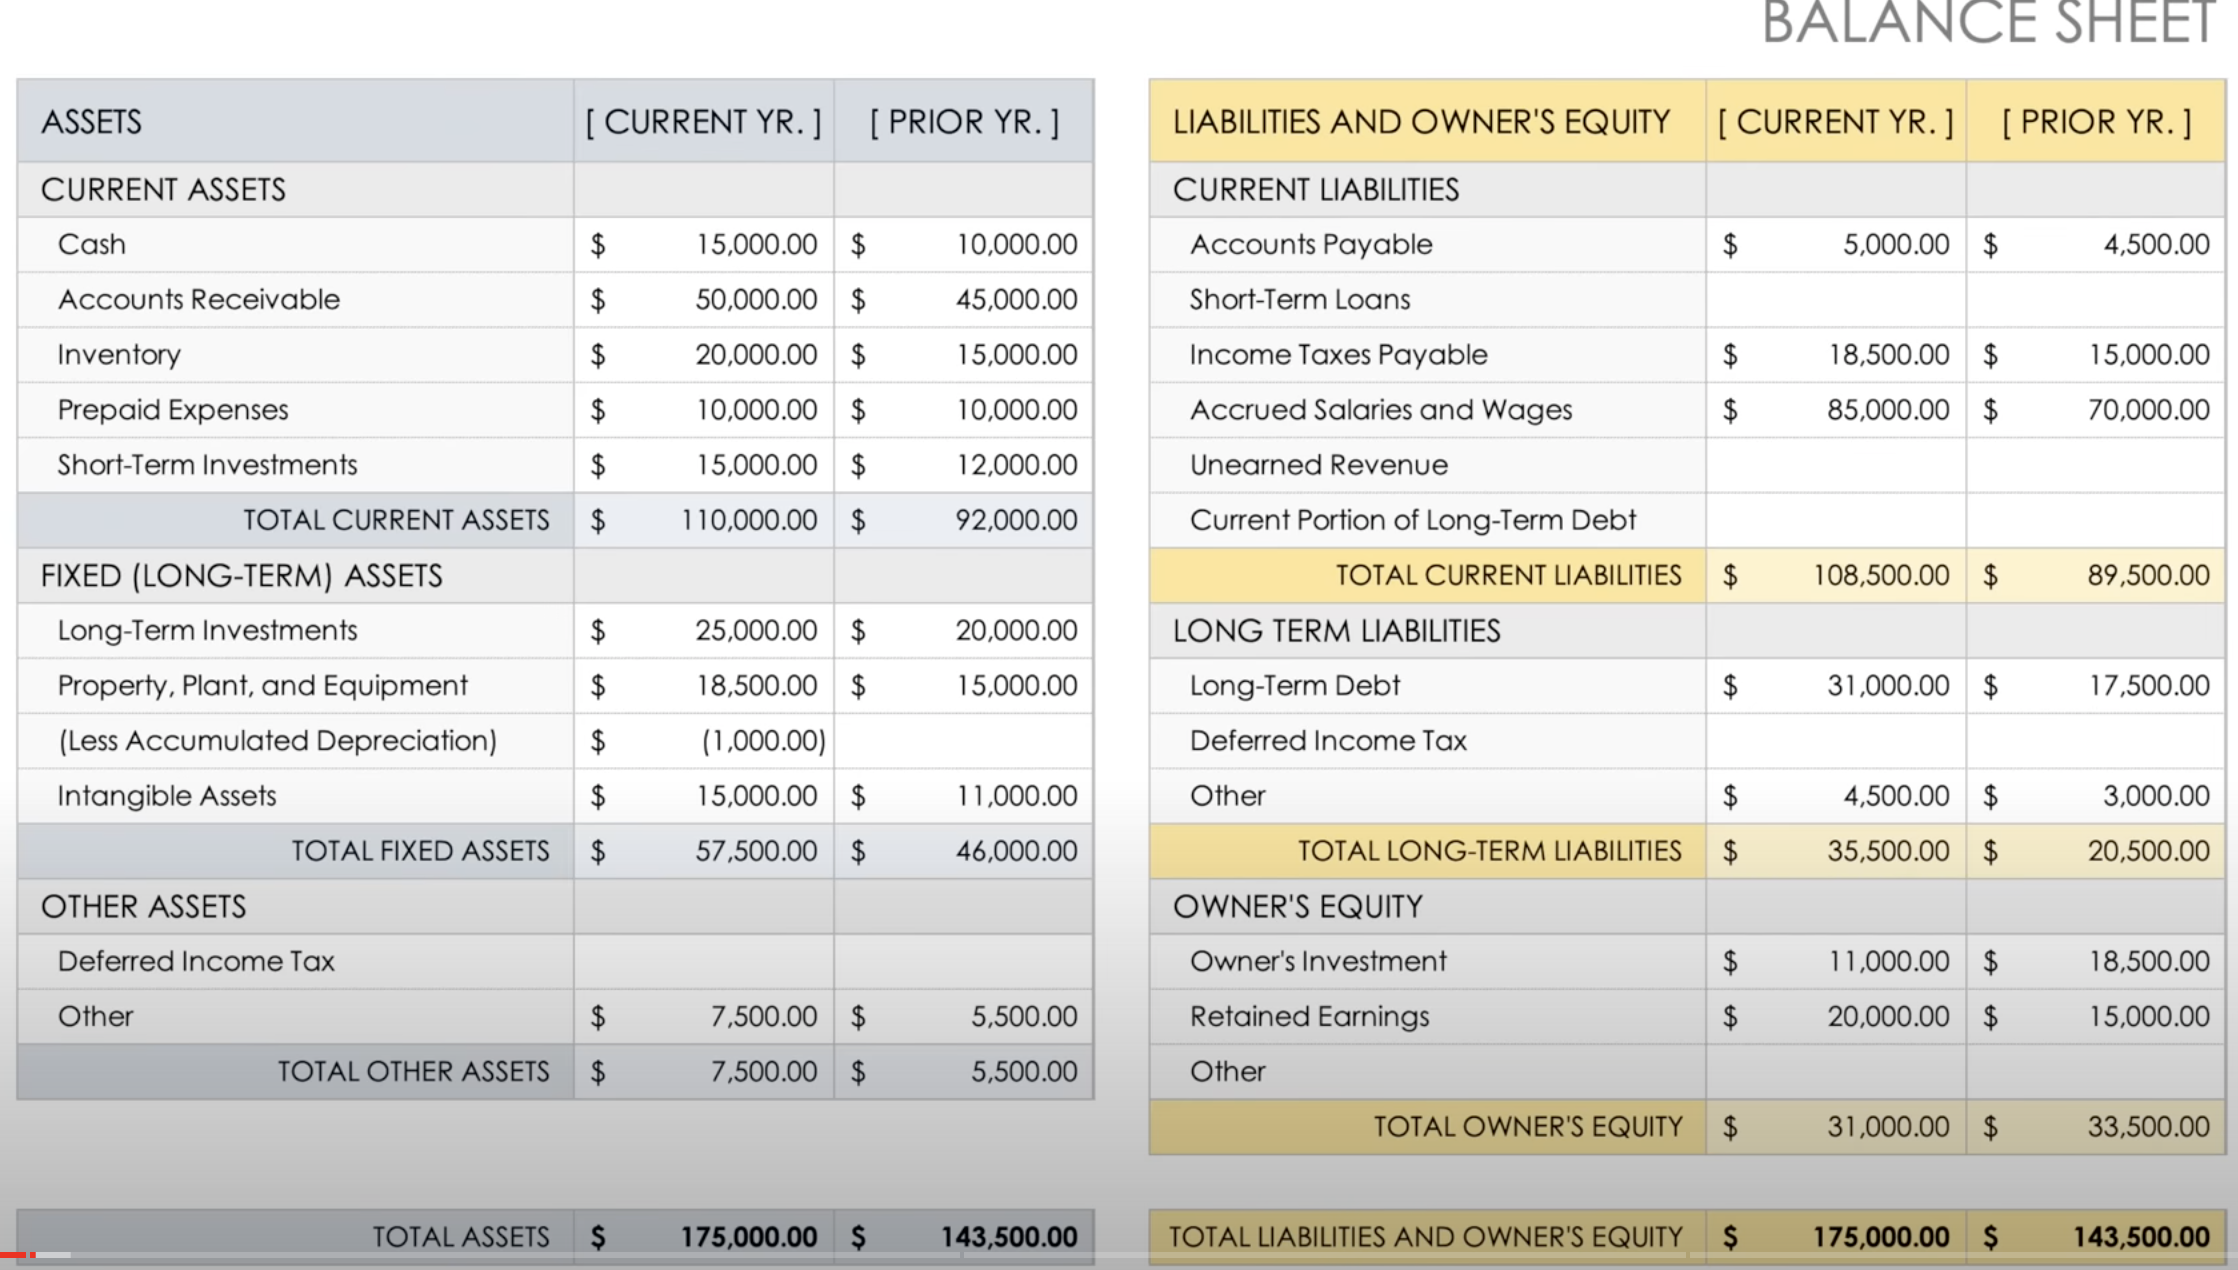 BALANCE SHEET
ASSETS [ CURRENT YR. ] [ PRIOR YR. ]
CURRENT ASSETS
Cash $ 15,000.00 $ 10,000.00
Accounts Receivable $ 50,000.00 $ 45,000.00
Inventory $ 20,000.00 $ 15,000.00
Prepaid Expenses $ 10,000.00 $ 10,000.00
Short-Term Investments $ 15,000.00 $ 12,000.00
TOTAL CURRENT ASSETS $ 110,000.00 $ 92,000.00
FIXED (LONG-TERM) ASSETS
Long-Term Investments $ 25,000.00 $ 20,000.00
Property, Plant, and Equipment $ 18,500.00 $ 15,000.00
(Less Accumulated Depreciation) $ (1,000.00)
Intangible Assets $ 15,000.00 $ 11,000.00
TOTAL FIXED ASSETS $ 57,500.00 $ 46,000.00
OTHER ASSETS
Deferred Income Tax
Other $ 7,500.00 $ 5,500.00
TOTAL OTHER ASSETS $ 7,500.00 $ 5,500.00
TOTAL ASSETS $ 175,000.00 $ 143,500.00
LIABILITIES AND OWNER'S EQUITY [ CURRENT YR. ] [ PRIOR YR. ]
CURRENT LIABILITIES
Accounts Payable $ 5,000.00 $ 4,500.00
Short-Term Loans
Income Taxes Payable $ 18,500.00 $ 15,000.00
Accrued Salaries and Wages $ 85,000.00 $ 70,000.00
Unearned Revenue
Current Portion of Long-Term Debt
TOTAL CURRENT LIABILITIES $ 108,500.00 $ 89,500.00
LONG TERM LIABILITIES
Long-Term Debt $ 31,000.00 $ 17,500.00
Deferred Income Tax
Other $ 4,500.00 $ 3,000.00
TOTAL LONG-TERM LIABILITIES $ 35,500.00 $ 20,500.00
OWNER'S EQUITY
Owner's Investment $ 11,000.00 $ 18,500.00
Retained Earnings $ 20,000.00 $ 15,000.00
Other
TOTAL OWNER'S EQUITY $ 31,000.00 $ 33,500.00
TOTAL LIABILITIES AND OWNER'S EQUITY $ 175,000.00 $ 143,500.00